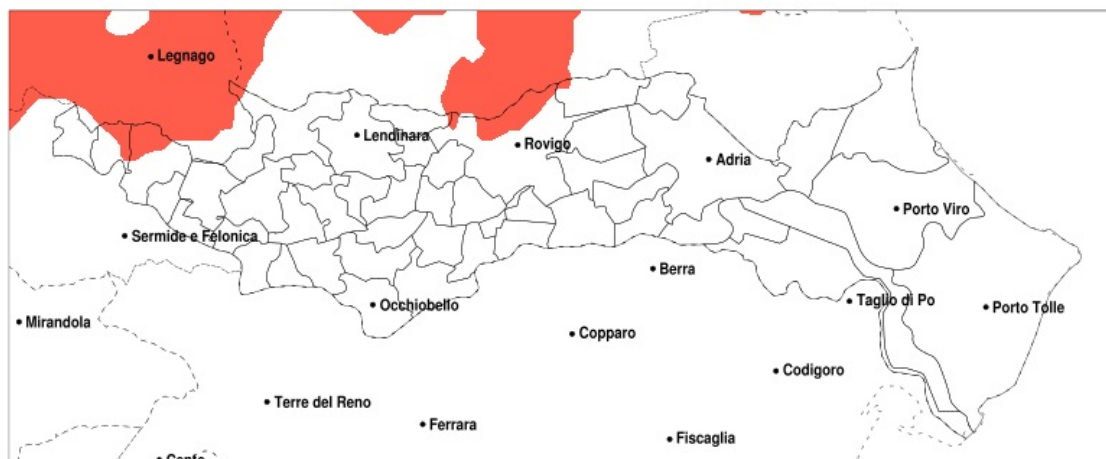 Legnago
Lendinara
Rovigo
Adria
Porto Viro
Sermide e Felonica
Berra
Taglio di Po
Porto Tolle
Occhiobello
Mirandola
Copparo
Codigoro
Terre del Reno
Ferrara
Fiscaglia